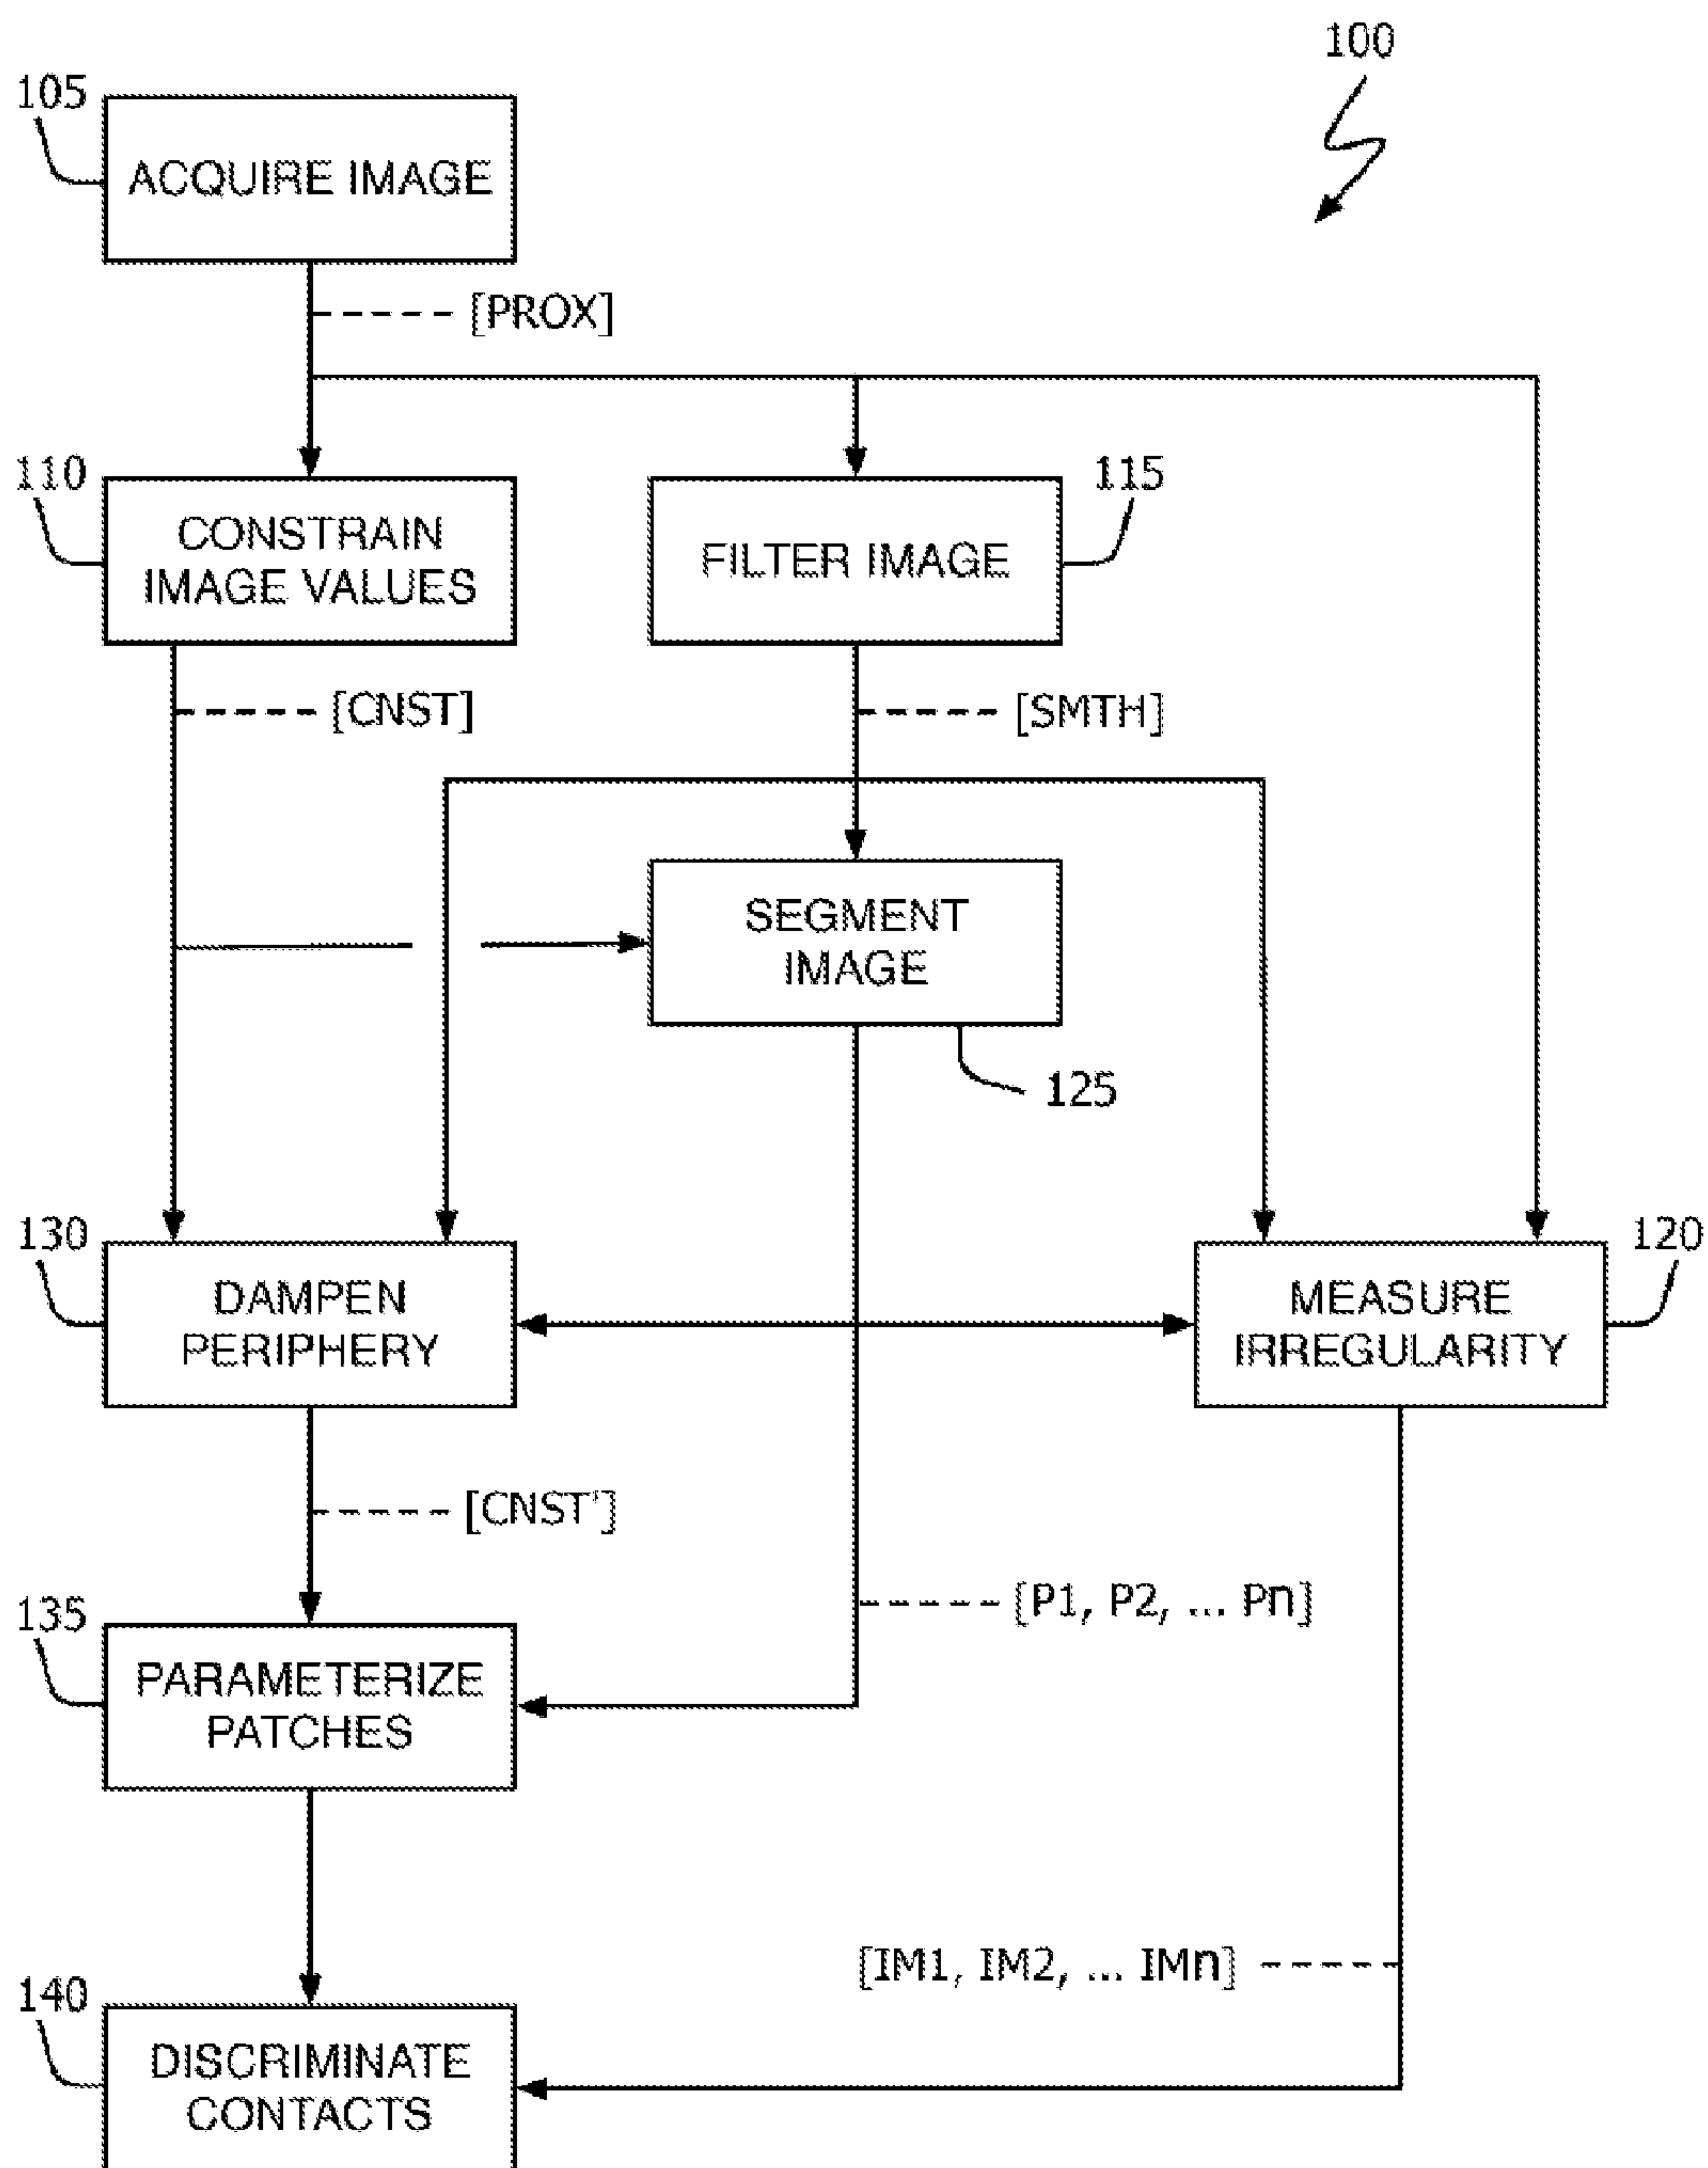 100
105
ACQUIRE IMAGE
[PROX]
110
CONSTRAIN
IMAGE VALUES
FILTER IMAGE
115
[CNST]
[SMTH]
SEGMENT
IMAGE
125
130
DAMPEN
PERIPHERY
MEASURE
IRREGULARITY
120
[CNST']
[P1, P2, ... Pn]
135
PARAMETERIZE
PATCHES
[IM1, IM2, ... IMn]
140
DISCRIMINATE
CONTACTS